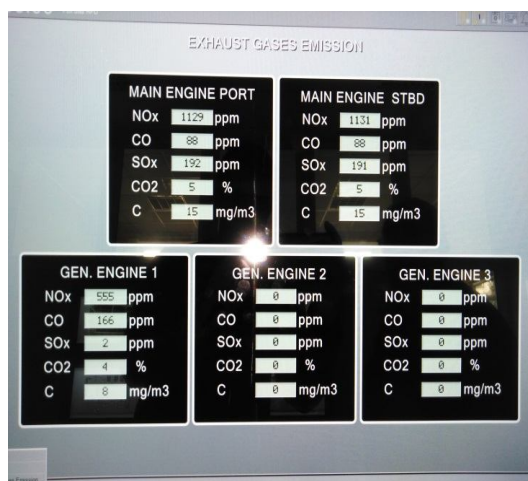 EXHAUST GASES EMISSION
MAIN ENGINE PORT
NOx 1129 ppm
CO 88 ppm
SOx 192 ppm
CO2 5 %
C 15 mg/m3
MAIN ENGINE STBD
NOx 1131 ppm
CO 88 ppm
SOx 191 ppm
CO2 5 %
C 15 mg/m3
GEN. ENGINE 1
NOx 555 ppm
CO 166 ppm
SOx 2 ppm
CO2 4 %
C 8 mg/m3
GEN. ENGINE 2
NOx 0 ppm
CO 0 ppm
SOx 0 ppm
CO2 0 %
C 0 mg/m3
GEN. ENGINE 3
NOx 0 ppm
CO 0 ppm
SOx 0 ppm
CO2 0 %
C 0 mg/m3